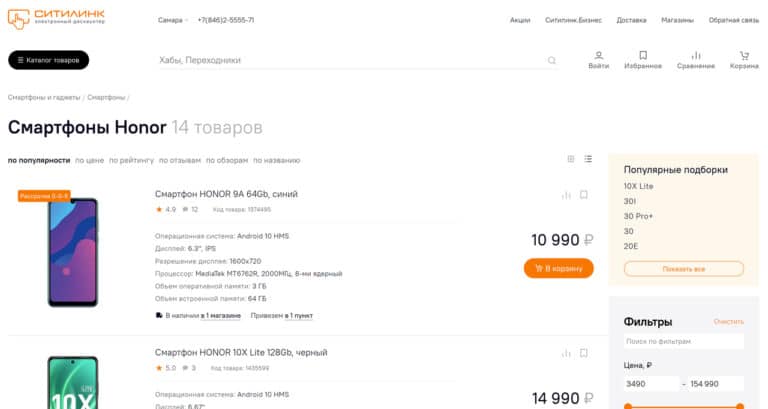 СИТИЛИНК
электронный дискаунтер
Самара
+7(846)2-5555-71
Акции
Ситилинк.Бизнес
Доставка
Магазины
Обратная связь
Каталог товаров
Хабы, Переходники
Войти
Избранное
Сравнение
Корзина
Смартфоны и гаджеты / Смартфоны /
Смартфоны Honor 14 товаров
по популярности по цене по рейтингу по отзывам по обзорам по названию
Рассрочка 0-0-X
Смартфон HONOR 9A 64Gb, синий
4.9 12 Код товара: 1374495
Операционная система: Android 10 HMS
Дисплей: 6.3", IPS
Разрешение дисплея: 1600x720
Процессор: MediaTek MT6762R, 2000МГц, 8-ми ядерный
Объем оперативной памяти: 3 ГБ
Объем встроенной памяти: 64 ГБ
В наличии в 1 магазине Привезем в 1 пункт
10 990 ₽
В корзину
Смартфон HONOR 10X Lite 128Gb, черный
5.0 3 Код товара: 1435599
Операционная система: Android 10 HMS
Дисплей: 6.67"
14 990 ₽
10X
Популярные подборки
10X Lite
30I
30 Pro+
30
20E
Показать все
Фильтры
Очистить
Поиск по фильтрам
Цена, ₽
3490 - 154 990